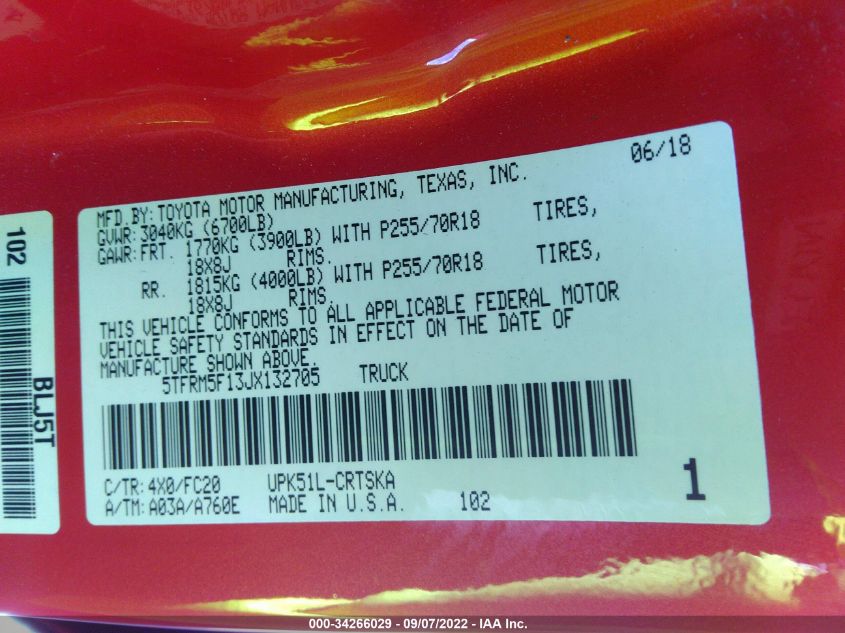 06/18
MFD.BY:TOYOTA MOTOR MANUFACTURING, TEXAS, INC.
GVWR:3040KG (6700LB)
GAWR:FRT. 1770KG (3900LB) WITH P255/70R18 TIRES,
18X8J RIMS.
RR. 1815KG (4000LB) WITH P255/70R18 TIRES,
18X8J RIMS.
THIS VEHICLE CONFORMS TO ALL APPLICABLE FEDERAL MOTOR
VEHICLE SAFETY STANDARDS IN EFFECT ON THE DATE OF
MANUFACTURE SHOWN ABOVE.
5TFRM5F13JX132705 TRUCK
C/TR:4X0/FC20 UPK51L-CRTSKA
A/TM:A03A/A760E MADE IN U.S.A. 102
1
102
BLJ5T
000-34266029 - 09/07/2022 - IAA Inc.